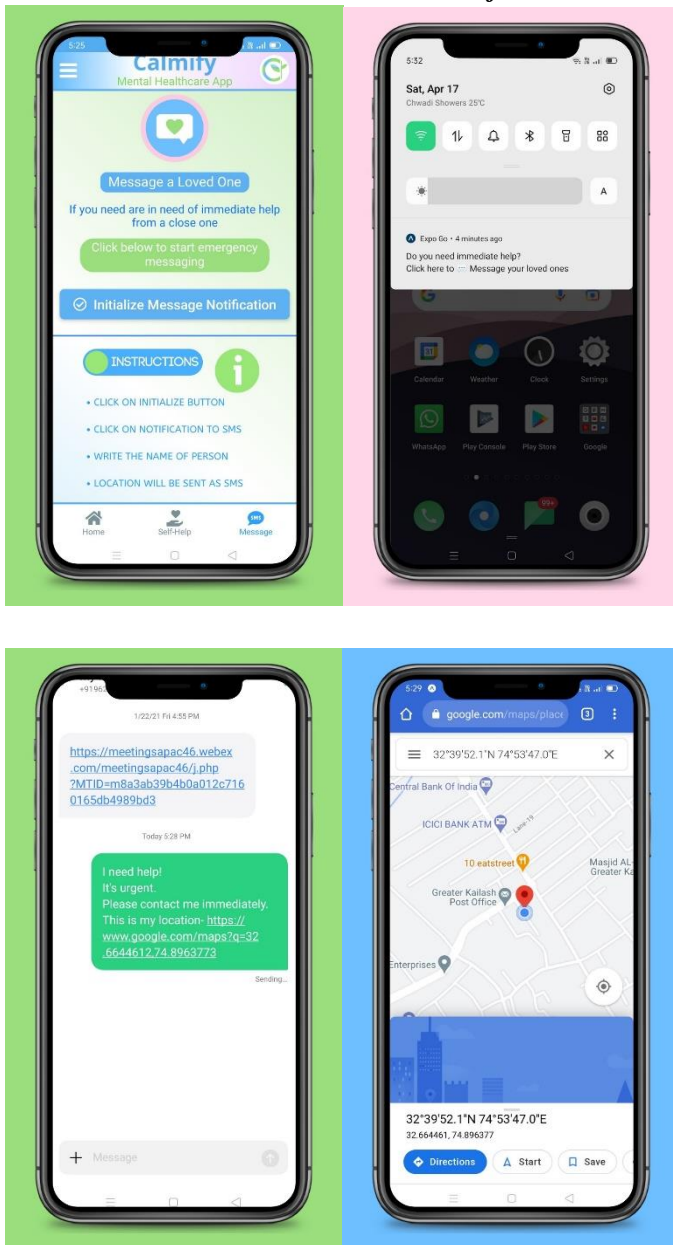 5:25
Calmify
Mental Healthcare App
Message a Loved One
If you need are in need of immediate help
from a close one
Click below to start emergency
messaging
Initialize Message Notification
INSTRUCTIONS
i
• CLICK ON INITIALIZE BUTTON
• CLICK ON NOTIFICATION TO SMS
• WRITE THE NAME OF PERSON
• LOCATION WILL BE SENT AS SMS
SMS
Home
Self-Help
Message
5:32
Sat, Apr 17
Chwadi Showers 25°C
A
Expo Go • 4 minutes ago
Do you need immediate help?
Click here to Message your loved ones
G
31
Calendar
Weather
Clock
Settings
WhatsApp
Play Console
Play Store
Google
99+
1/22/21 Fri 4:55 PM
https://meetingsapac46.webex
.com/meetingsapac46/j.php
?MTID=m8a3ab39b4b0a012c716
0165db4989bd3
Today 5:28 PM
I need help!
It's urgent.
Please contact me immediately.
This is my location- https://
www.google.com/maps?q=32
.6644612,74.8963773
Sending...
+ Message
5:29
google.com/maps/place
3
32°39'52.1"N 74°53'47.0"E
Central Bank Of India
ICICI BANK ATM
Lane-19
10 eatstreet
Masjid AL-
Greater Ka
Greater Kailash
Post Office
Enterprises
32°39'52.1"N 74°53'47.0"E
32.664461, 74.896377
Directions
Start
Save